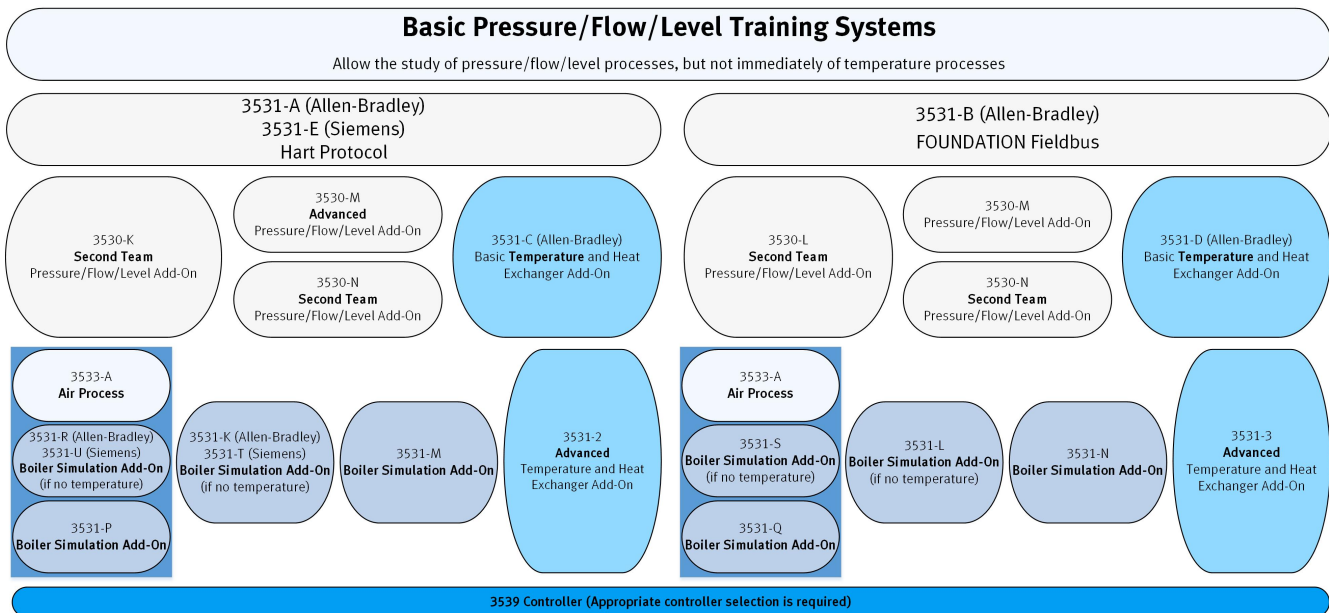 Basic Pressure/Flow/Level Training Systems
Allow the study of pressure/flow/level processes, but not immediately of temperature processes
3531-A (Allen-Bradley)
3531-E (Siemens)
Hart Protocol
3531-B (Allen-Bradley)
FOUNDATION Fieldbus
3530-K
Second Team
Pressure/Flow/Level Add-On
3530-M
Advanced
Pressure/Flow/Level Add-On
3530-N
Second Team
Pressure/Flow/Level Add-On
3531-C (Allen-Bradley)
Basic Temperature and Heat
Exchanger Add-On
3530-L
Second Team
Pressure/Flow/Level Add-On
3530-M
Pressure/Flow/Level Add-On
3530-N
Second Team
Pressure/Flow/Level Add-On
3531-D (Allen-Bradley)
Basic Temperature and Heat
Exchanger Add-On
3533-A
Air Process
3531-R (Allen-Bradley)
3531-U (Siemens)
Boiler Simulation Add-On
(if no temperature)
3531-P
Boiler Simulation Add-On
3531-K (Allen-Bradley)
3531-T (Siemens)
Boiler Simulation Add-On
(if no temperature)
3531-M
Boiler Simulation Add-On
3531-2
Advanced
Temperature and Heat
Exchanger Add-On
3533-A
Air Process
3531-S
Boiler Simulation Add-On
(if no temperature)
3531-Q
Boiler Simulation Add-On
3531-L
Boiler Simulation Add-On
(if no temperature)
3531-N
Boiler Simulation Add-On
3531-3
Advanced
Temperature and Heat
Exchanger Add-On
3539 Controller (Appropriate controller selection is required)